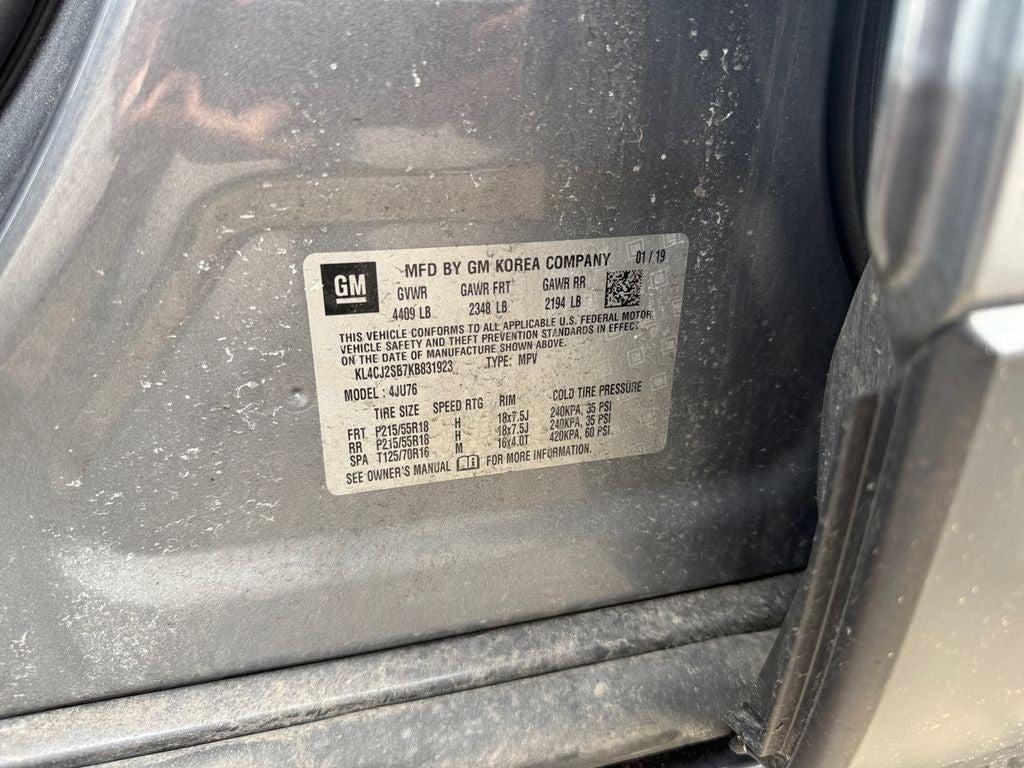 GM
MFD BY GM KOREA COMPANY 01 / 19
GVWR GAWR FRT GAWR RR
4409 LB 2348 LB 2194 LB
THIS VEHICLE CONFORMS TO ALL APPLICABLE U.S. FEDERAL MOTOR
VEHICLE SAFETY AND THEFT PREVENTION STANDARDS IN EFFECT
ON THE DATE OF MANUFACTURE SHOWN ABOVE.
KL4CJ2SB7KB831923 TYPE: MPV
MODEL : 4JU76
TIRE SIZE SPEED RTG RIM COLD TIRE PRESSURE
FRT P215/55R18 H 18x7.5J 240KPA, 35 PSI
RR P215/55R18 H 18x7.5J 240KPA, 35 PSI
SPA T125/70R16 M 16x4.0T 420KPA, 60 PSI
SEE OWNER'S MANUAL FOR MORE INFORMATION.